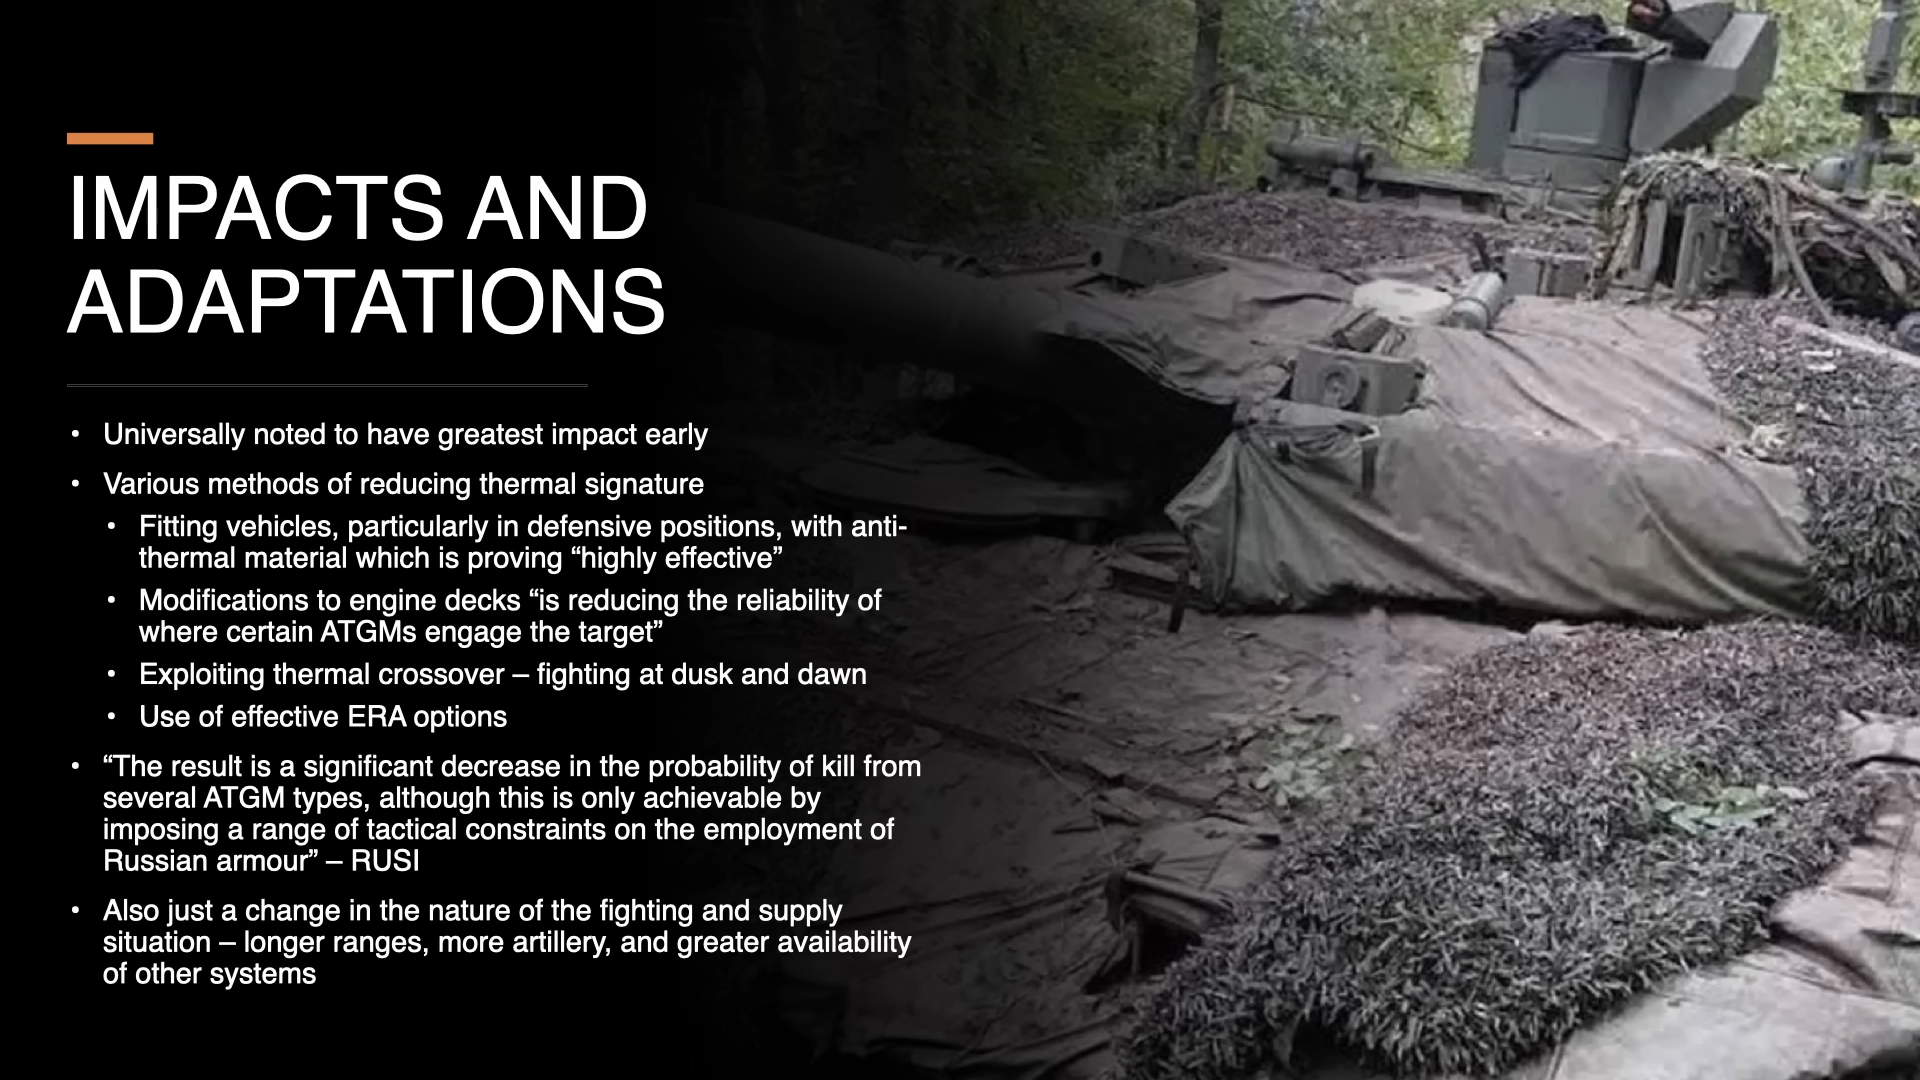 IMPACTS AND
ADAPTATIONS
• Universally noted to have greatest impact early
• Various methods of reducing thermal signature
• Fitting vehicles, particularly in defensive positions, with anti-
thermal material which is proving “highly effective”
• Modifications to engine decks “is reducing the reliability of
where certain ATGMs engage the target”
• Exploiting thermal crossover – fighting at dusk and dawn
• Use of effective ERA options
• “The result is a significant decrease in the probability of kill from
several ATGM types, although this is only achievable by
imposing a range of tactical constraints on the employment of
Russian armour” – RUSI
• Also just a change in the nature of the fighting and supply
situation – longer ranges, more artillery, and greater availability
of other systems